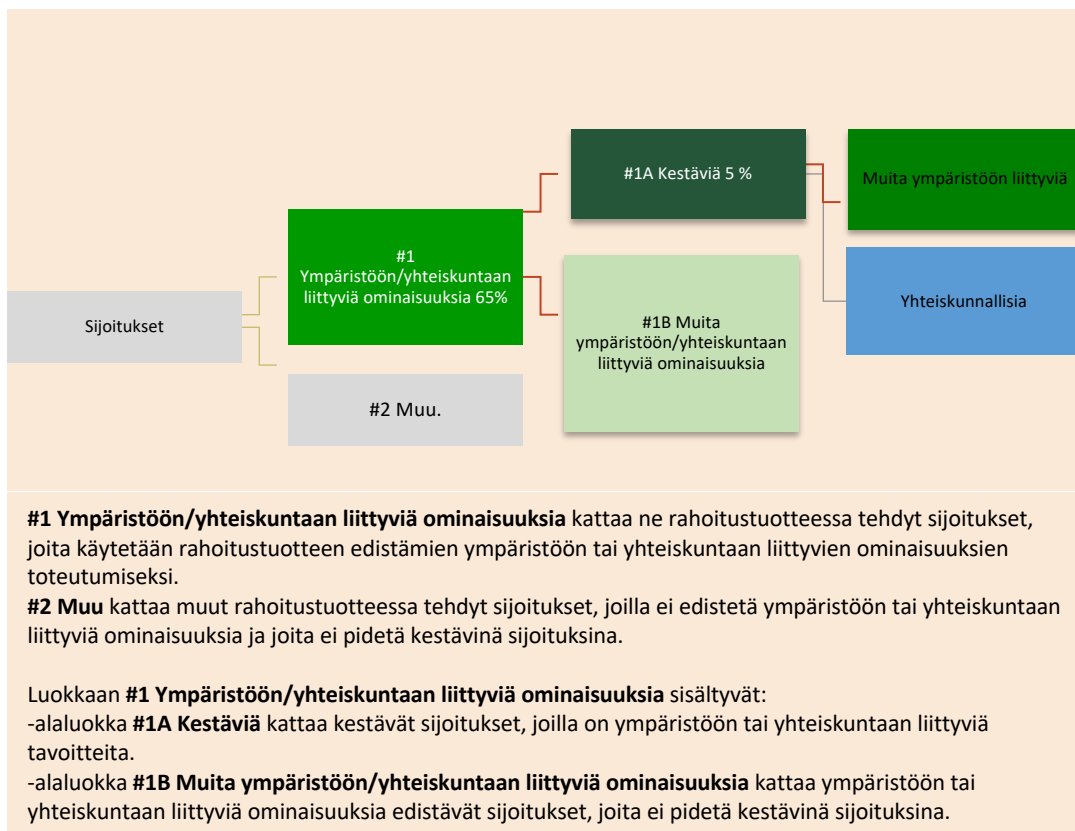 Sijoitukset
#1
Ympäristöön/yhteiskuntaan
liittyviä ominaisuuksia 65%
#2 Muu.
#1A Kestäviä 5 %
#1B Muita
ympäristöön/yhteiskuntaan
liittyviä ominaisuuksia
Muita ympäristöön liittyviä
Yhteiskunnallisia
#1 Ympäristöön/yhteiskuntaan liittyviä ominaisuuksia kattaa ne rahoitustuotteessa tehdyt sijoitukset,
joita käytetään rahoitustuotteen edistämien ympäristöön tai yhteiskuntaan liittyvien ominaisuuksien
toteutumiseksi.
#2 Muu kattaa muut rahoitustuotteessa tehdyt sijoitukset, joilla ei edistetä ympäristöön tai yhteiskuntaan
liittyviä ominaisuuksia ja joita ei pidetä kestävinä sijoituksina.
Luokkaan #1 Ympäristöön/yhteiskuntaan liittyviä ominaisuuksia sisältyvät:
-alaluokka #1A Kestäviä kattaa kestävät sijoitukset, joilla on ympäristöön tai yhteiskuntaan liittyviä
tavoitteita.
-alaluokka #1B Muita ympäristöön/yhteiskuntaan liittyviä ominaisuuksia kattaa ympäristöön tai
yhteiskuntaan liittyviä ominaisuuksia edistävät sijoitukset, joita ei pidetä kestävinä sijoituksina.